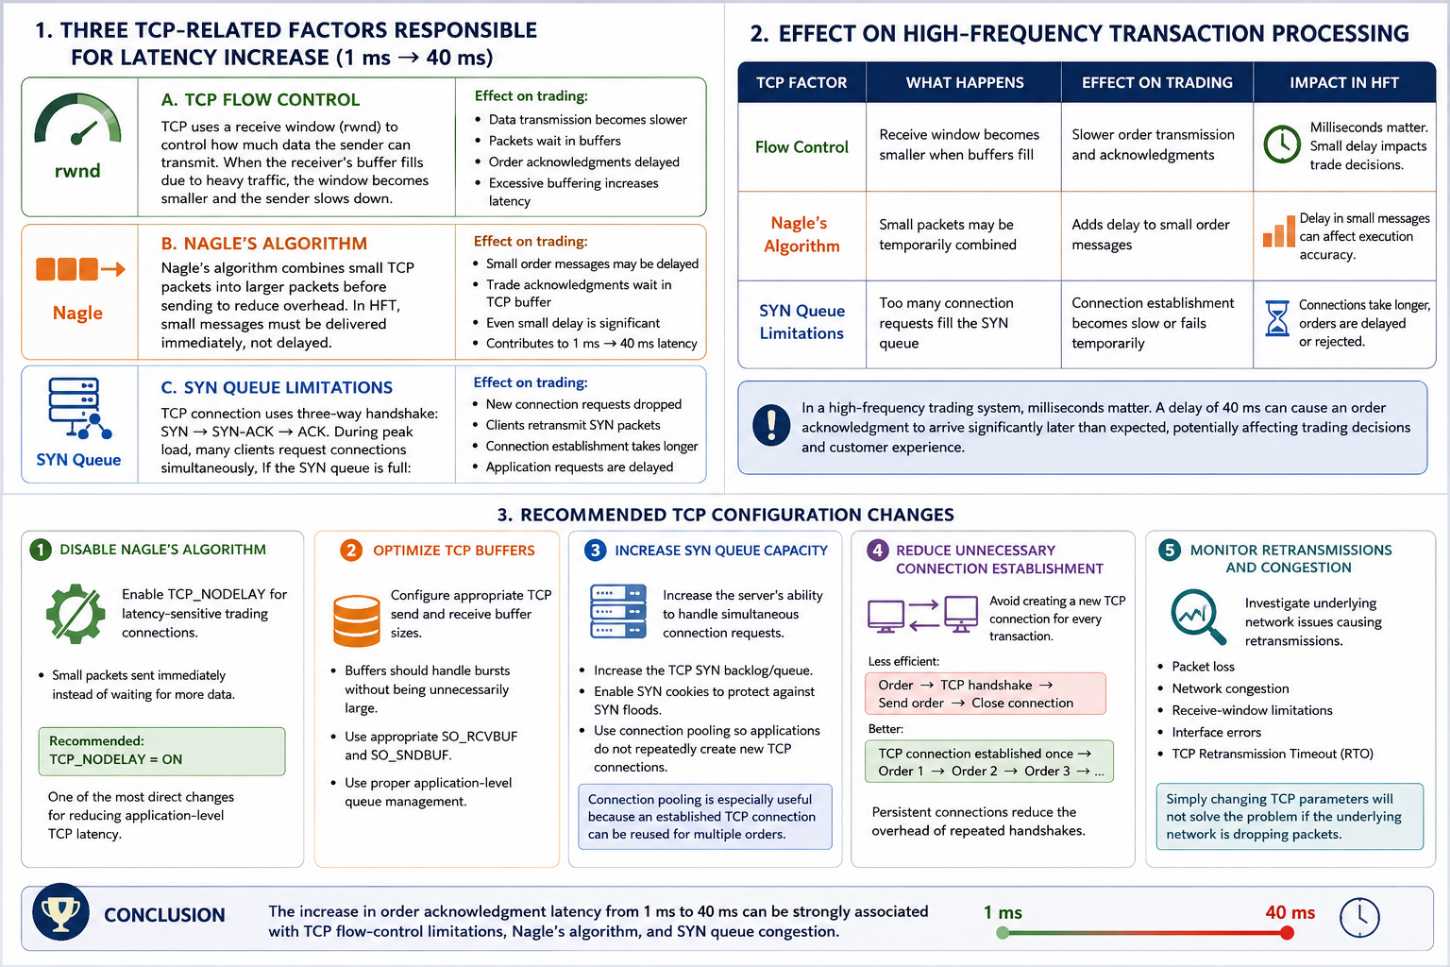 1. THREE TCP-RELATED FACTORS RESPONSIBLE
FOR LATENCY INCREASE (1 ms → 40 ms)
rwnd
A. TCP FLOW CONTROL
TCP uses a receive window (rwnd) to
control how much data the sender can
transmit. When the receiver's buffer fills
due to heavy traffic, the window becomes
smaller and the sender slows down.
Effect on trading:
• Data transmission becomes slower
• Packets wait in buffers
• Order acknowledgments delayed
• Excessive buffering increases
latency
Nagle
B. NAGLE'S ALGORITHM
Nagle's algorithm combines small TCP
packets into larger packets before
sending to reduce overhead. In HFT,
small messages must be delivered
immediately, not delayed.
Effect on trading:
• Small order messages may be delayed
• Trade acknowledgments wait in
TCP buffer
• Even small delay is significant
• Contributes to 1 ms → 40 ms latency
SYN Queue
C. SYN QUEUE LIMITATIONS
TCP connection uses three-way handshake:
SYN → SYN-ACK → ACK. During peak
load, many clients request connections
simultaneously, If the SYN queue is full:
Effect on trading:
• New connection requests dropped
• Clients retransmit SYN packets
• Connection establishment takes longer
• Application requests are delayed
2. EFFECT ON HIGH-FREQUENCY TRANSACTION PROCESSING
TCP FACTOR
WHAT HAPPENS
EFFECT ON TRADING
IMPACT IN HFT
Flow Control
Receive window becomes
smaller when buffers fill
Slower order transmission
and acknowledgments
Milliseconds matter.
Small delay impacts
trade decisions.
Nagle's
Algorithm
Small packets may be
temporarily combined
Adds delay to small order
messages
Delay in small messages
can affect execution
accuracy.
SYN Queue
Limitations
Too many connection
requests fill the SYN
queue
Connection establishment
becomes slow or fails
temporarily
Connections take longer,
orders are delayed
or rejected.
!
In a high-frequency trading system, milliseconds matter. A delay of 40 ms can cause an order
acknowledgment to arrive significantly later than expected, potentially affecting trading decisions
and customer experience.
3. RECOMMENDED TCP CONFIGURATION CHANGES
1 DISABLE NAGLE'S ALGORITHM
Enable TCP_NODELAY for
latency-sensitive trading
connections.
• Small packets sent immediately
instead of waiting for more data.
Recommended:
TCP_NODELAY = ON
One of the most direct changes
for reducing application-level
TCP latency.
2 OPTIMIZE TCP BUFFERS
Configure appropriate TCP
send and receive buffer
sizes.
• Buffers should handle bursts
without being unnecessarily
large.
• Use appropriate SO_RCVBUF
and SO_SNDBUF.
• Use proper application-level
queue management.
3 INCREASE SYN QUEUE CAPACITY
Increase the server's ability
to handle simultaneous
connection requests.
• Increase the TCP SYN backlog/queue.
• Enable SYN cookies to protect against
SYN floods.
• Use connection pooling so applications
do not repeatedly create new TCP
connections.
Connection pooling is especially useful
because an established TCP connection
can be reused for multiple orders.
4 REDUCE UNNECESSARY
CONNECTION ESTABLISHMENT
Avoid creating a new TCP
connection for every
transaction.
Less efficient:
Order → TCP handshake →
Send order → Close connection
Better:
TCP connection established once →
Order 1 → Order 2 → Order 3 → ...
Persistent connections reduce the
overhead of repeated handshakes.
5 MONITOR RETRANSMISSIONS
AND CONGESTION
Investigate underlying
network issues causing
retransmissions.
• Packet loss
• Network congestion
• Receive-window limitations
• Interface errors
• TCP Retransmission Timeout (RTO)
Simply changing TCP parameters will
not solve the problem if the underlying
network is dropping packets.
CONCLUSION
The increase in order acknowledgment latency from 1 ms to 40 ms can be strongly associated
with TCP flow-control limitations, Nagle's algorithm, and SYN queue congestion.
1 ms
40 ms